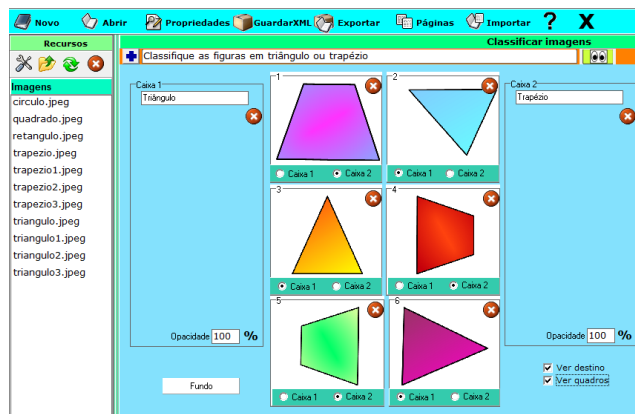 Novo Abrir Propriedades GuardarXML Exportar Páginas Importar ? X
Recursos
Classificar imagens
Classifique as figuras em triângulo ou trapézio
Imagens
circulo.jpeg
quadrado.jpeg
retangulo.jpeg
trapezio.jpeg
trapezio1.jpeg
trapezio2.jpeg
trapezio3.jpeg
triangulo.jpeg
triangulo1.jpeg
triangulo2.jpeg
triangulo3.jpeg
Caixa 1
Triângulo
Opacidade 100 %
Fundo
1
Caixa 1 Caixa 2
2
Caixa 1 Caixa 2
3
Caixa 1 Caixa 2
4
Caixa 1 Caixa 2
5
Caixa 1 Caixa 2
6
Caixa 1 Caixa 2
Caixa 2
Trapézio
Opacidade 100 %
Ver destino
Ver quadros